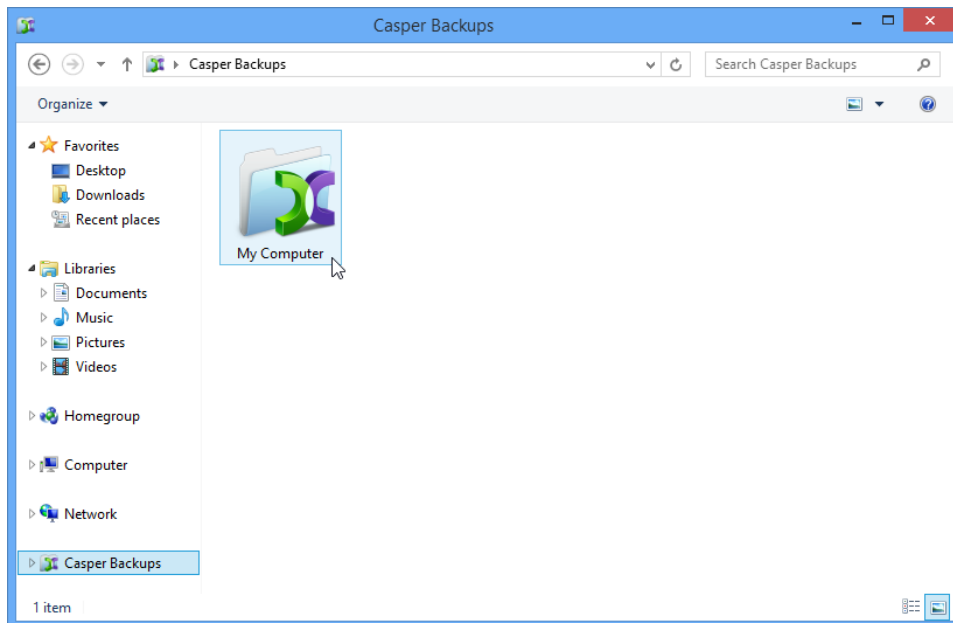 Casper Backups
Casper Backups
Search Casper Backups
Organize
Favorites
Desktop
Downloads
Recent places
Libraries
Documents
Music
Pictures
Videos
Homegroup
Computer
Network
Casper Backups
My Computer
1 item